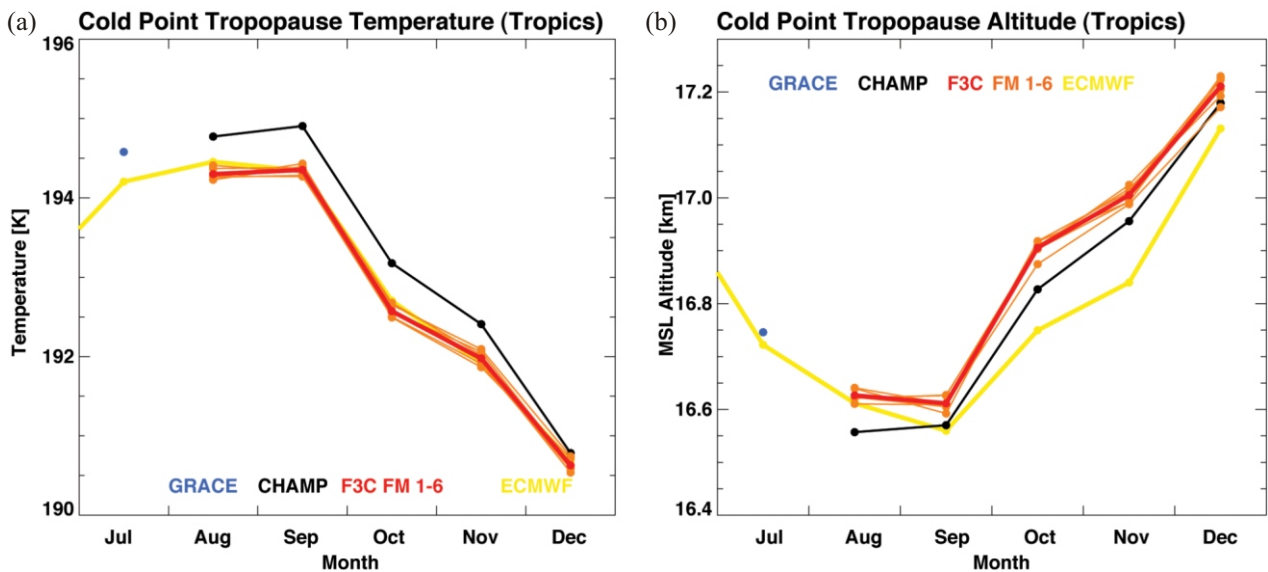 (a) Cold Point Tropopause Temperature (Tropics)
196
194
192
190
Temperature [K]
GRACE CHAMP F3C FM 1-6 ECMWF
Jul Aug Sep Oct Nov Dec
Month
(b) Cold Point Tropopause Altitude (Tropics)
GRACE CHAMP F3C FM 1-6 ECMWF
17.2
17.0
16.8
16.6
16.4
MSL Altitude [km]
Jul Aug Sep Oct Nov Dec
Month